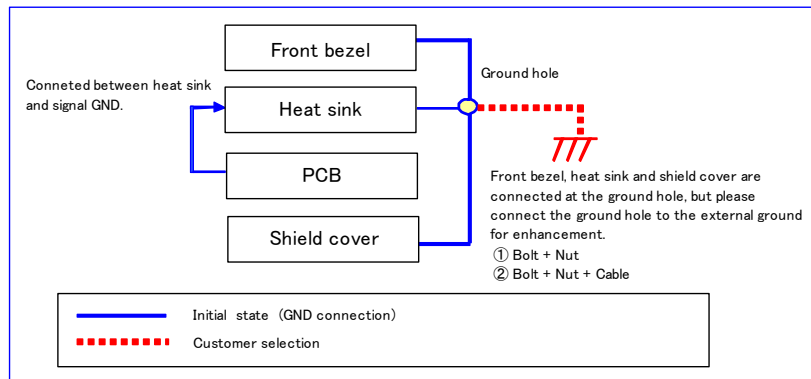 Front bezel
Ground hole
Conneted between heat sink
and signal GND.
Heat sink
PCB
Front bezel, heat sink and shield cover are
connected at the ground hole, but please
connect the ground hole to the external ground
for enhancement.
① Bolt + Nut
② Bolt + Nut + Cable
Shield cover
Initial state (GND connection)
Customer selection